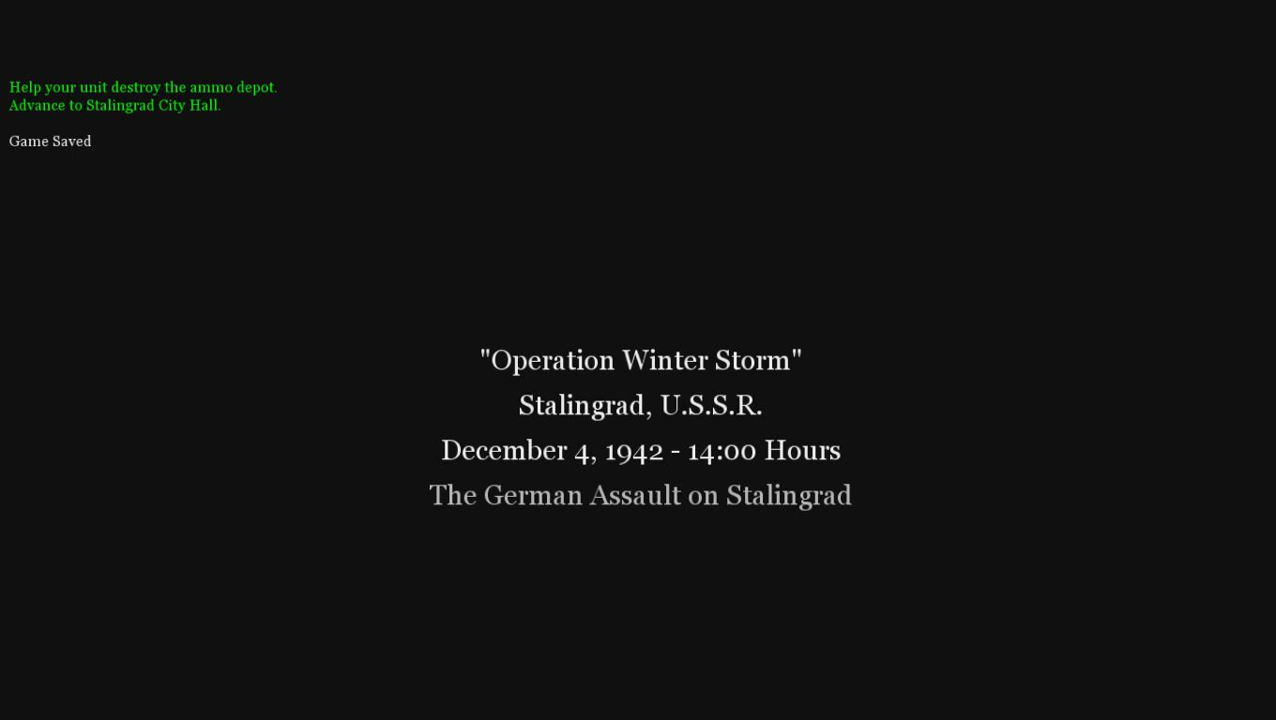 Help your unit destroy the ammo depot.
Advance to Stalingrad City Hall.
Game Saved
"Operation Winter Storm"
Stalingrad, U.S.S.R.
December 4, 1942 - 14:00 Hours
The German Assault on Stalingrad